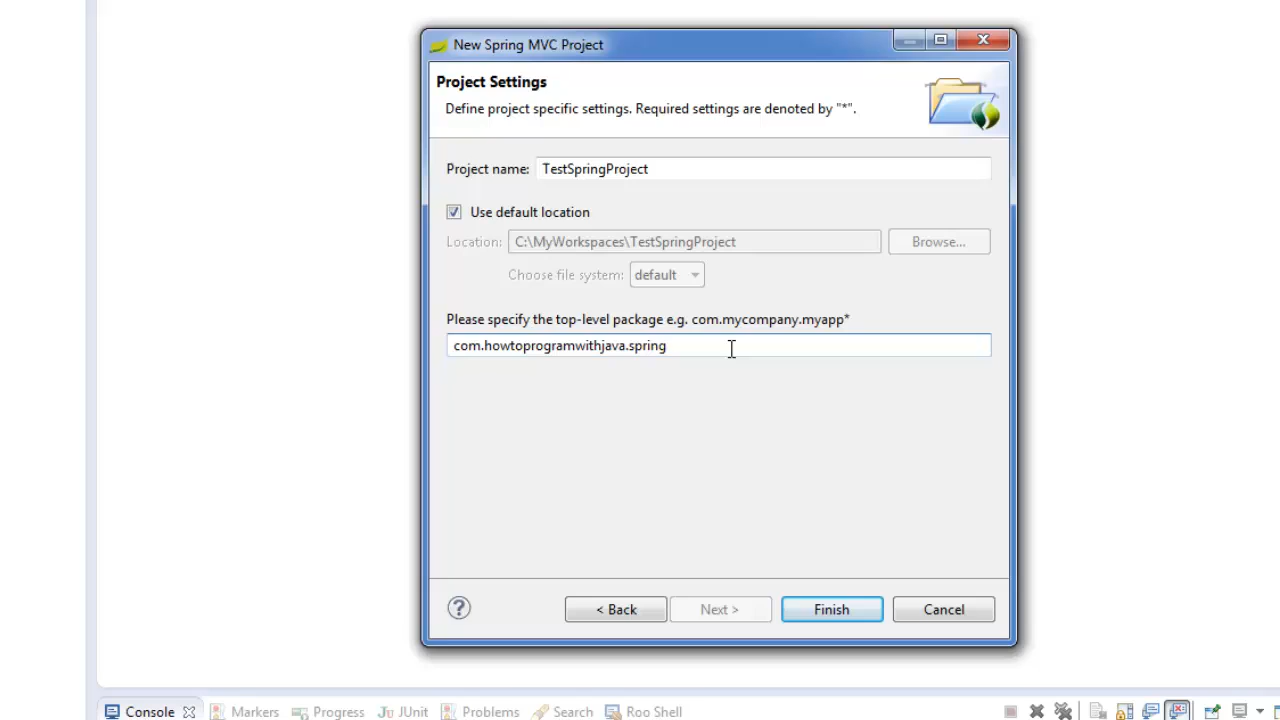 New Spring MVC Project
Project Settings
Define project specific settings. Required settings are denoted by "*".
Project name: TestSpringProject
Use default location
Location: C:\MyWorkspaces\TestSpringProject Browse...
Choose file system: default
Please specify the top-level package e.g. com.mycompany.myapp*
com.howtoprogramwithjava.spring
? < Back Next > Finish Cancel
Console Markers Progress JUnit Problems Search Roo Shell